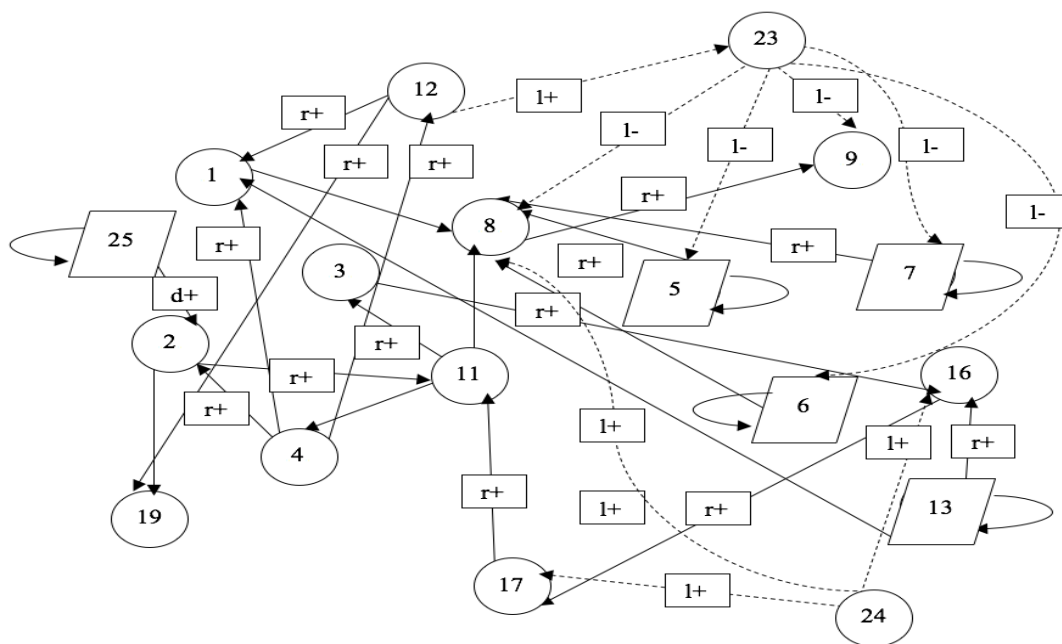 23
12
l+
l-
r+
l-
r+
r+
l-
l-
9
1
r+
l-
8
25
r+
r+
3
r+
7
5
d+
r+
2
r+
11
16
r+
6
r+
l+
l+
r+
4
r+
l+
r+
13
19
17
l+
24